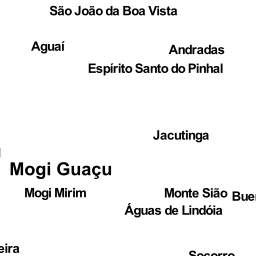 São João da Boa Vista
Aguaí
Andradas
Espírito Santo do Pinhal
Jacutinga
Mogi Guaçu
Mogi Mirim
Monte Sião
Águas de Lindóia